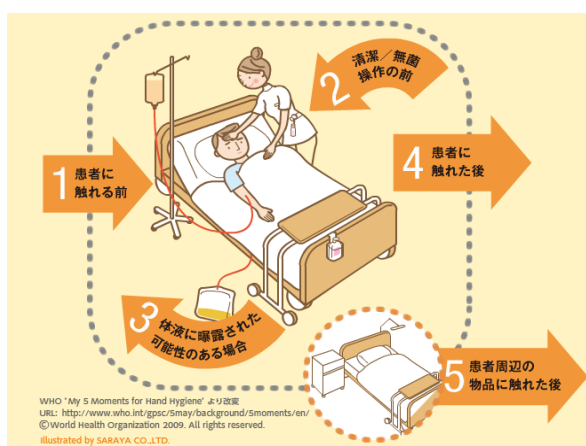 2
清潔／無菌
操作の前
1
患者に
触れる前
4
患者に
触れた後
3
体液に曝露された
可能性のある場合
5
患者周辺の
物品に触れた後
WHO ‘My 5 Moments for Hand Hygiene’ より改変
URL: http://www.who.int/gpsc/5may/background/5moments/en/
©World Health Organization 2009. All rights reserved.
Illustrated by SARAYA CO.,LTD.